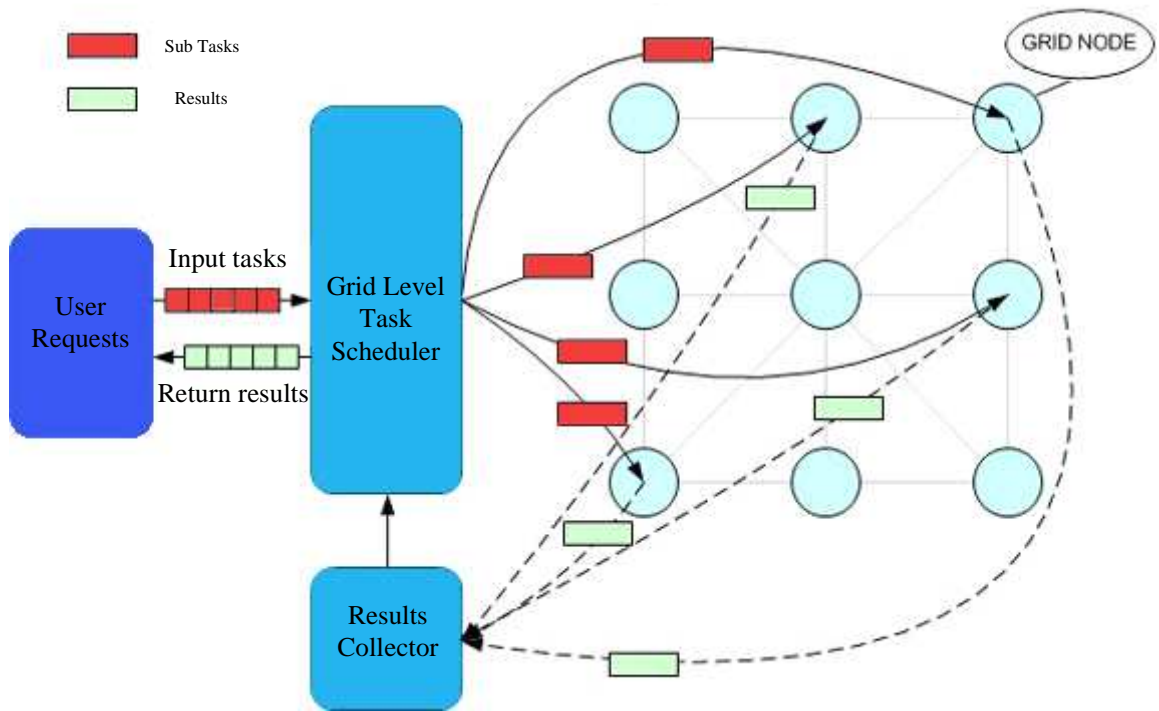 Sub Tasks
Results
GRID NODE
Input tasks
User
Requests
Return results
Grid Level
Task
Scheduler
Results
Collector